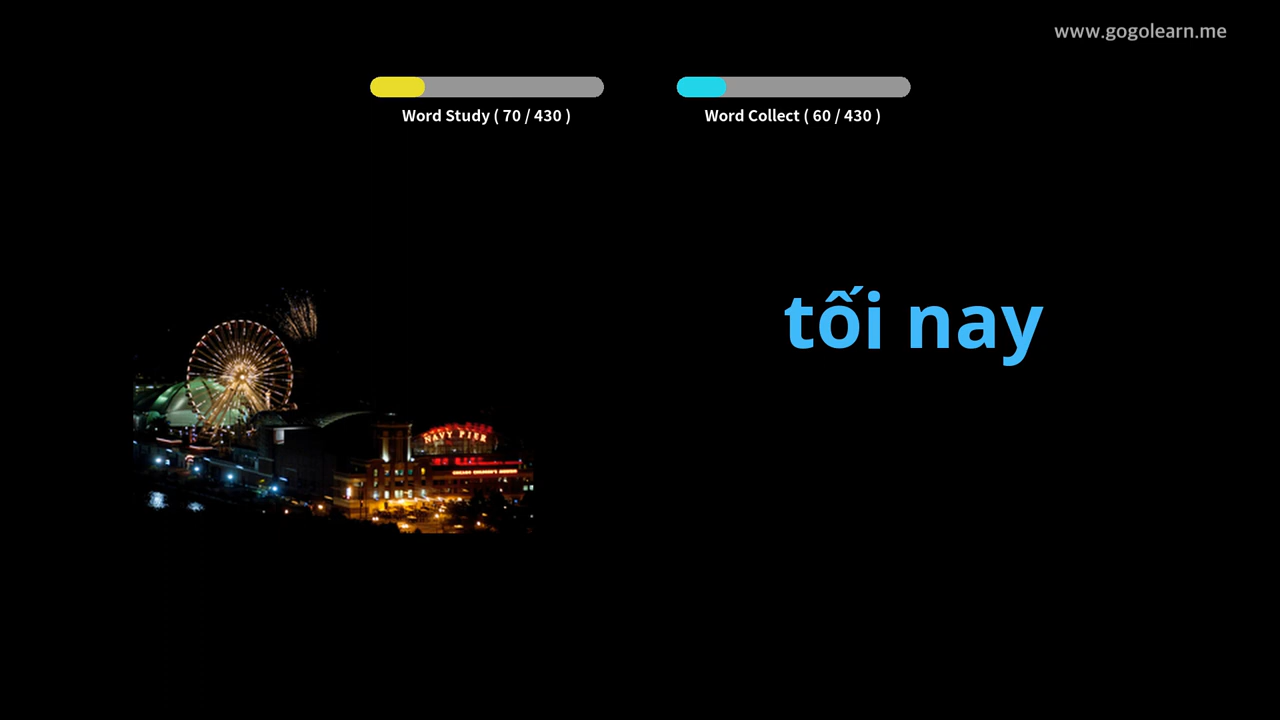 www.gogolearn.me
Word Study ( 70 / 430 )
Word Collect ( 60 / 430 )
tối nay
NAVY PIER